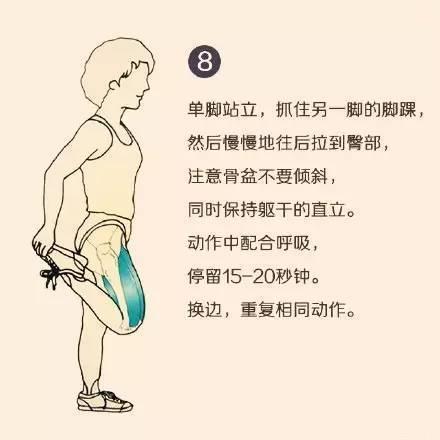 8
单脚站立，抓住另一脚的脚踝，
然后慢慢地往后拉到臀部，
注意骨盆不要倾斜，
同时保持躯干的直立。
动作中配合呼吸，
停留15-20秒钟。
换边，重复相同动作。